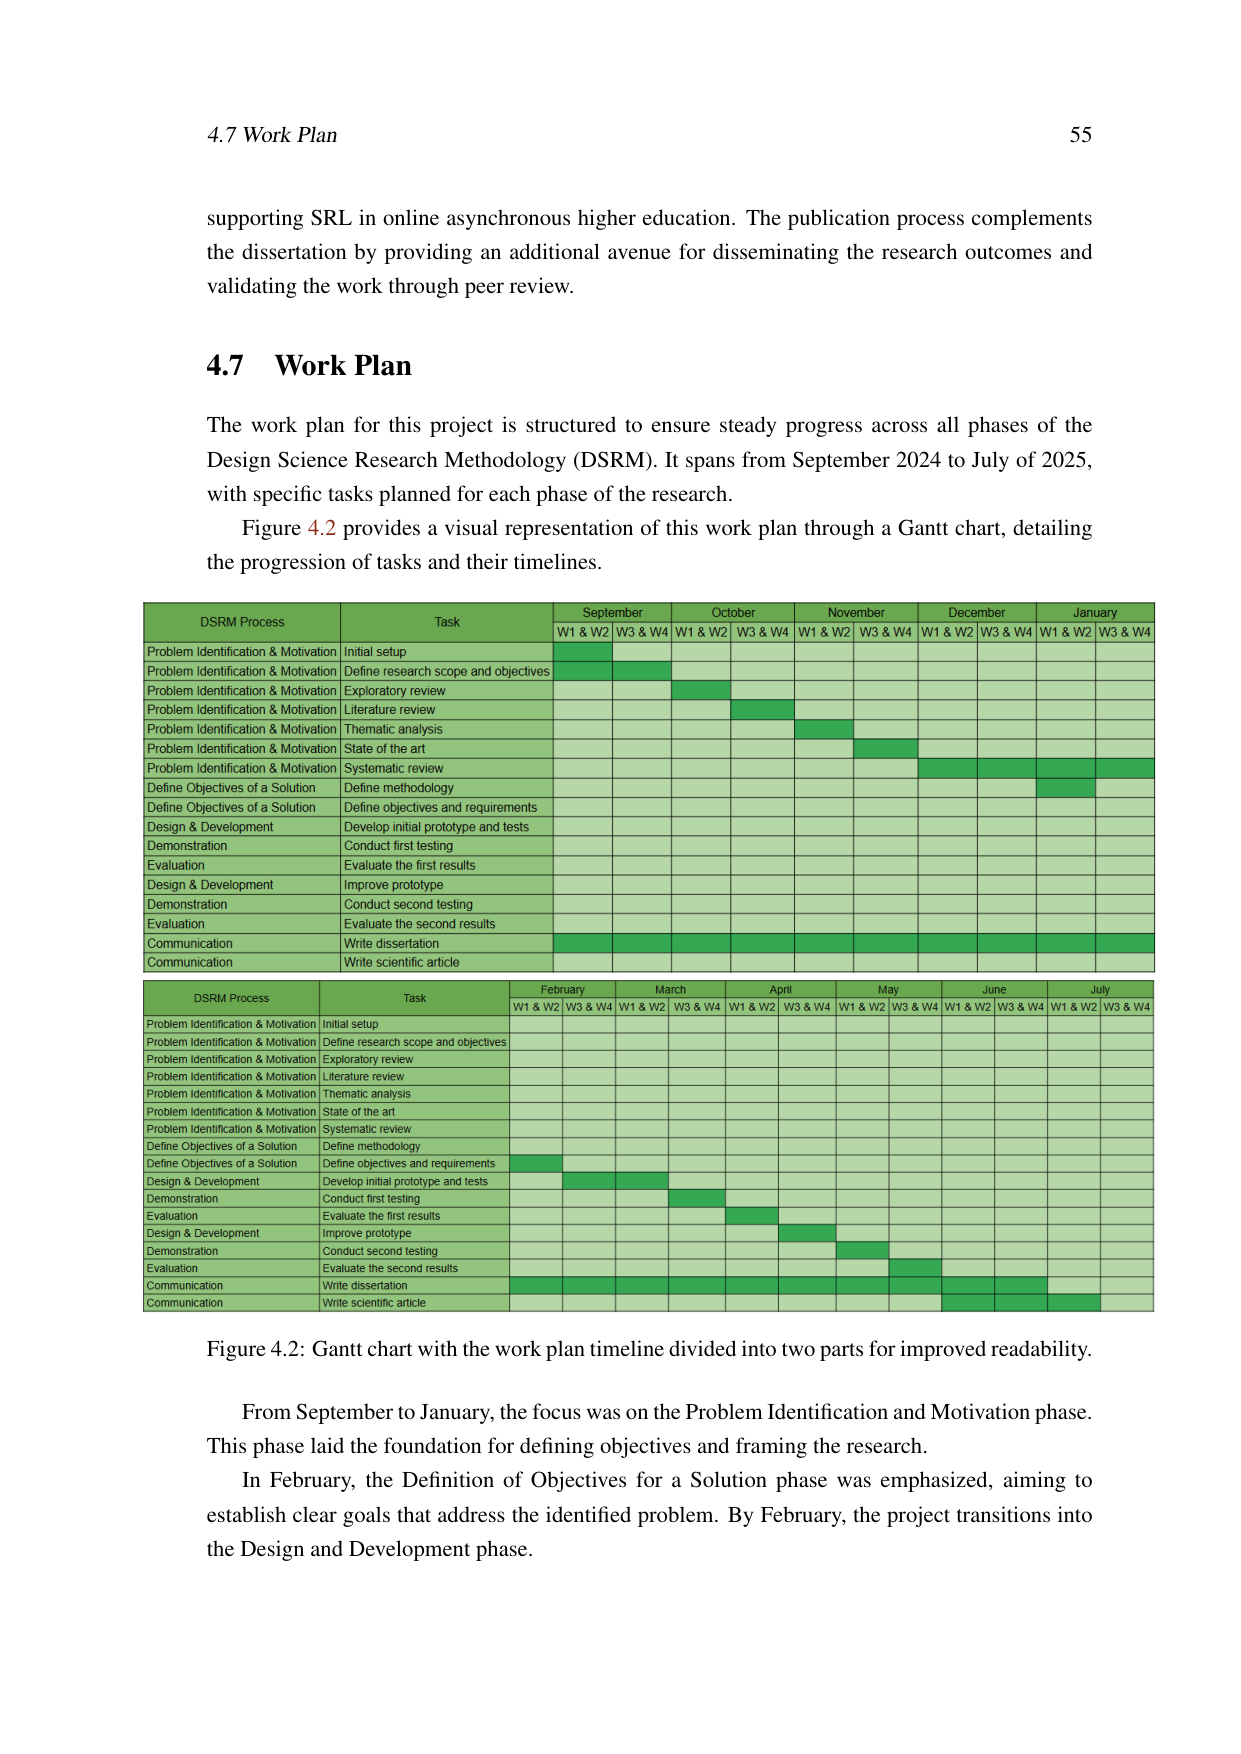 4.7 Work Plan 55
supporting SRL in online asynchronous higher education. The publication process complements
the dissertation by providing an additional avenue for disseminating the research outcomes and
validating the work through peer review.
4.7 Work Plan
The work plan for this project is structured to ensure steady progress across all phases of the
Design Science Research Methodology (DSRM). It spans from September 2024 to July of 2025,
with specific tasks planned for each phase of the research.
Figure 4.2 provides a visual representation of this work plan through a Gantt chart, detailing
the progression of tasks and their timelines.
DSRM Process Task September October November December January
W1 & W2 W3 & W4 W1 & W2 W3 & W4 W1 & W2 W3 & W4 W1 & W2 W3 & W4 W1 & W2 W3 & W4
Problem Identification & Motivation Initial setup
Problem Identification & Motivation Define research scope and objectives
Problem Identification & Motivation Exploratory review
Problem Identification & Motivation Literature review
Problem Identification & Motivation Thematic analysis
Problem Identification & Motivation State of the art
Problem Identification & Motivation Systematic review
Define Objectives of a Solution Define methodology
Define Objectives of a Solution Define objectives and requirements
Design & Development Develop initial prototype and tests
Demonstration Conduct first testing
Evaluation Evaluate the first results
Design & Development Improve prototype
Demonstration Conduct second testing
Evaluation Evaluate the second results
Communication Write dissertation
Communication Write scientific article
DSRM Process Task February March April May June July
W1 & W2 W3 & W4 W1 & W2 W3 & W4 W1 & W2 W3 & W4 W1 & W2 W3 & W4 W1 & W2 W3 & W4 W1 & W2 W3 & W4
Problem Identification & Motivation Initial setup
Problem Identification & Motivation Define research scope and objectives
Problem Identification & Motivation Exploratory review
Problem Identification & Motivation Literature review
Problem Identification & Motivation Thematic analysis
Problem Identification & Motivation State of the art
Problem Identification & Motivation Systematic review
Define Objectives of a Solution Define methodology
Define Objectives of a Solution Define objectives and requirements
Design & Development Develop initial prototype and tests
Demonstration Conduct first testing
Evaluation Evaluate the first results
Design & Development Improve prototype
Demonstration Conduct second testing
Evaluation Evaluate the second results
Communication Write dissertation
Communication Write scientific article
Figure 4.2: Gantt chart with the work plan timeline divided into two parts for improved readability.
From September to January, the focus was on the Problem Identification and Motivation phase.
This phase laid the foundation for defining objectives and framing the research.
In February, the Definition of Objectives for a Solution phase was emphasized, aiming to
establish clear goals that address the identified problem. By February, the project transitions into
the Design and Development phase.